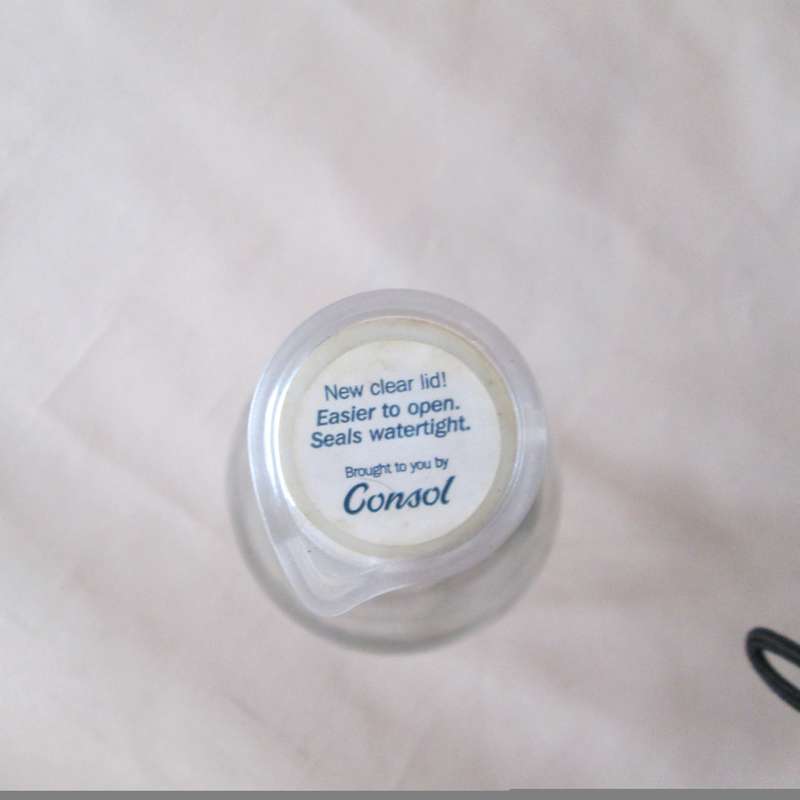 New clear lid!
Easier to open.
Seals watertight.
Brought to you by
Consol